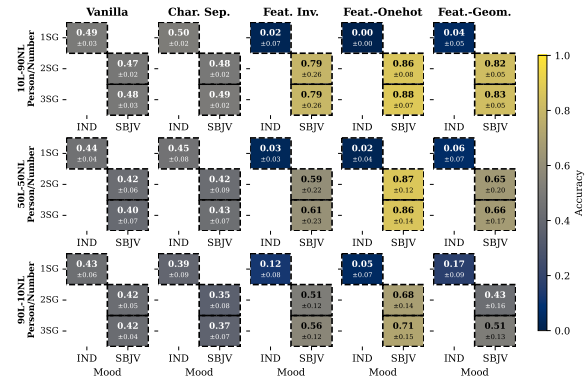 Vanilla Char. Sep. Feat. Inv. Feat.-Onehot Feat.-Geom.
10L-90NL
Person/Number
1SG 0.49 ±0.03 0.50 ±0.02 0.02 ±0.07 0.00 ±0.00 0.04 ±0.05
2SG 0.47 ±0.02 0.48 ±0.02 0.79 ±0.26 0.86 ±0.08 0.82 ±0.05
3SG 0.48 ±0.03 0.49 ±0.02 0.79 ±0.26 0.88 ±0.07 0.83 ±0.05
IND SBJV IND SBJV IND SBJV IND SBJV IND SBJV
50L-50NL
Person/Number
1SG 0.44 ±0.04 0.45 ±0.08 0.03 ±0.03 0.02 ±0.04 0.06 ±0.07
2SG 0.42 ±0.06 0.42 ±0.09 0.59 ±0.22 0.87 ±0.12 0.65 ±0.20
3SG 0.40 ±0.07 0.43 ±0.07 0.61 ±0.23 0.86 ±0.14 0.66 ±0.17
IND SBJV IND SBJV IND SBJV IND SBJV IND SBJV
90L-10NL
Person/Number
1SG 0.43 ±0.06 0.39 ±0.09 0.12 ±0.08 0.05 ±0.07 0.17 ±0.09
2SG 0.42 ±0.05 0.35 ±0.08 0.51 ±0.12 0.68 ±0.14 0.43 ±0.16
3SG 0.42 ±0.04 0.37 ±0.07 0.56 ±0.12 0.71 ±0.15 0.51 ±0.13
IND SBJV IND SBJV IND SBJV IND SBJV IND SBJV
Mood Mood Mood Mood Mood
1.0
0.8
0.6
0.4
0.2
0.0
Accuracy